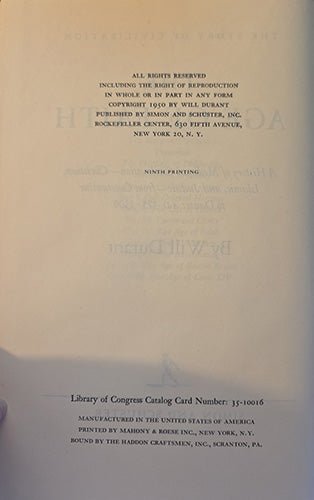 ALL RIGHTS RESERVED
INCLUDING THE RIGHT OF REPRODUCTION
IN WHOLE OR IN PART IN ANY FORM
COPYRIGHT 1950 BY WILL DURANT
PUBLISHED BY SIMON AND SCHUSTER, INC.
ROCKEFELLER CENTER, 630 FIFTH AVENUE,
NEW YORK 20, N. Y.
NINTH PRINTING
By Will Durant
Library of Congress Catalog Card Number: 35-10016
MANUFACTURED IN THE UNITED STATES OF AMERICA
PRINTED BY MAHONY & ROESE INC., NEW YORK, N. Y.
BOUND BY THE HADDON CRAFTSMEN, INC., SCRANTON, PA.